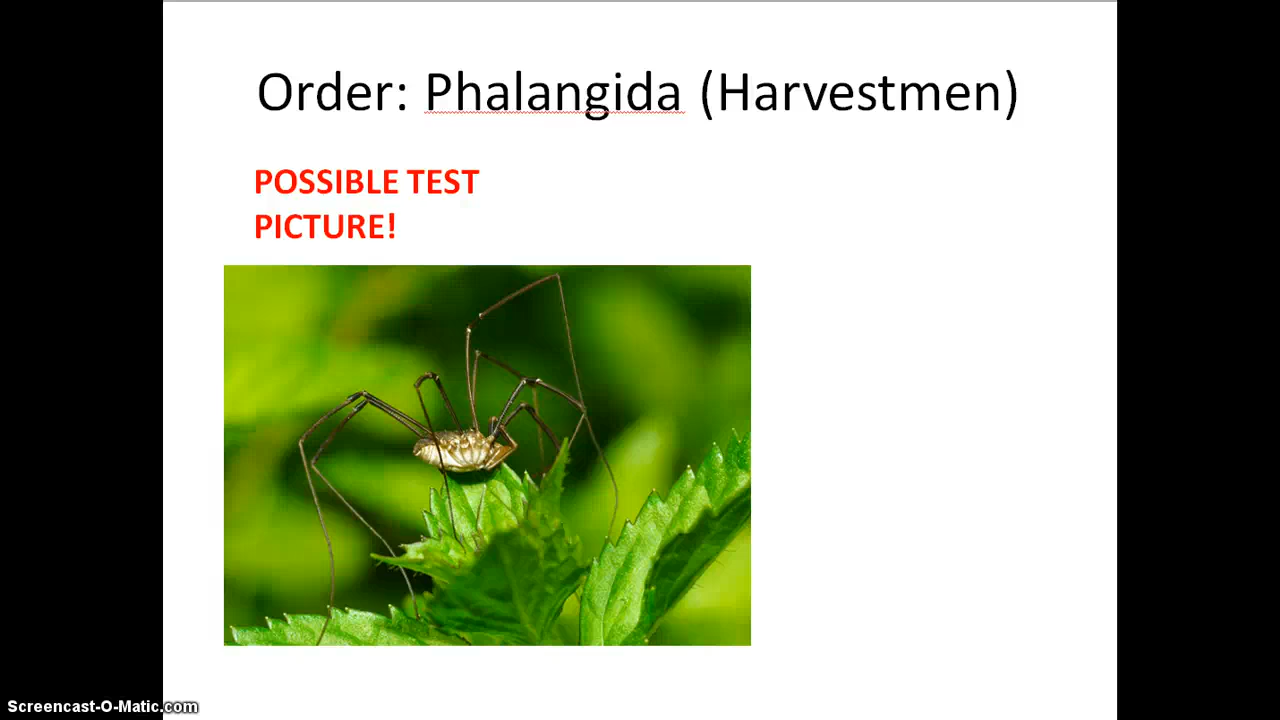 Order: Phalangida (Harvestmen)
POSSIBLE TEST
PICTURE!
Screencast-O-Matic.com